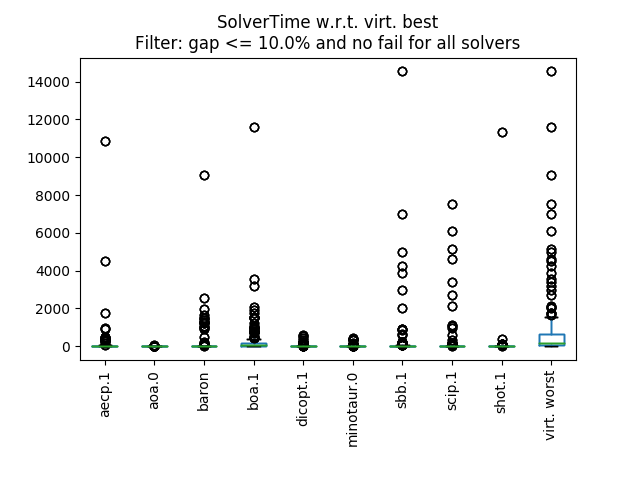 SolverTime w.r.t. virt. best
Filter: gap <= 10.0% and no fail for all solvers
14000
12000
10000
8000
6000
4000
2000
0
aecp.1
aoa.0
baron
boa.1
dicopt.1
minotaur.0
sbb.1
scip.1
shot.1
virt. worst